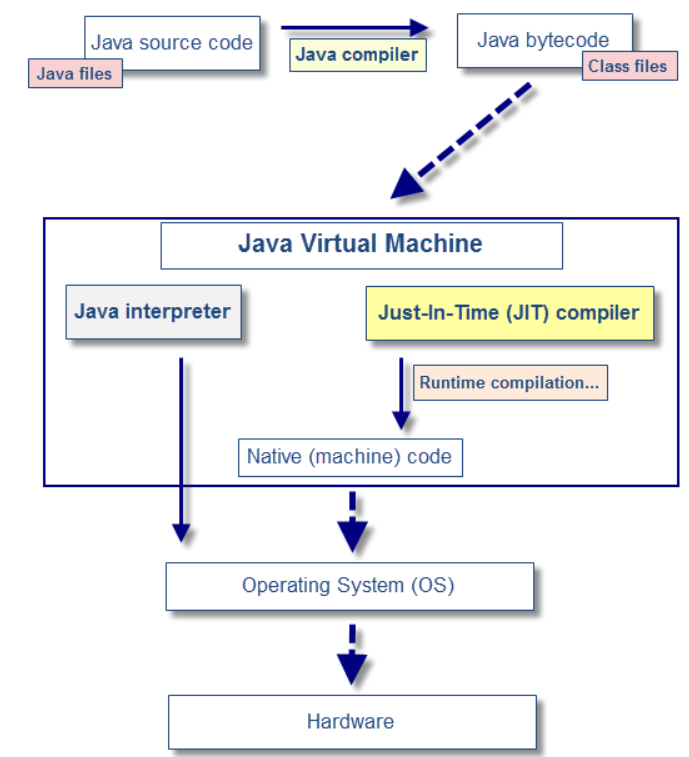 Java source code
Java files
Java compiler
Java bytecode
Class files
Java Virtual Machine
Java interpreter
Just-In-Time (JIT) compiler
Runtime compilation...
Native (machine) code
Operating System (OS)
Hardware